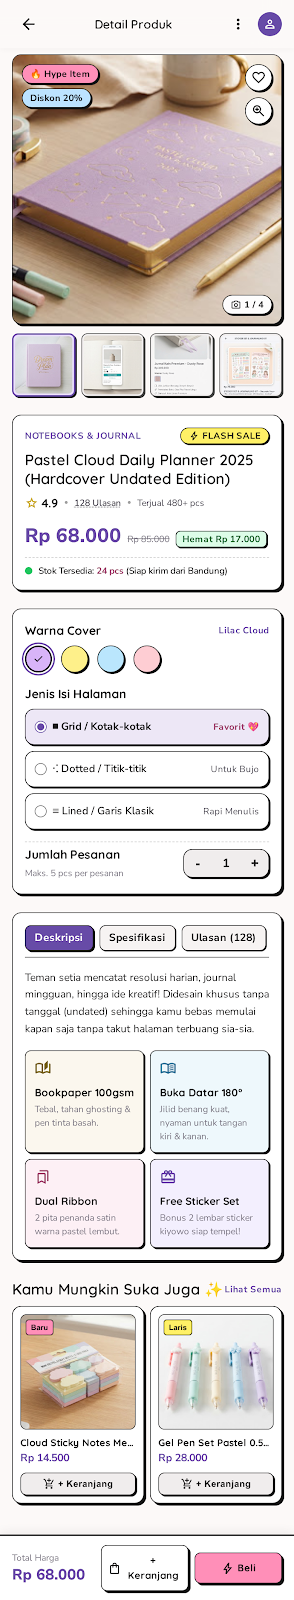 Detail Produk
🔥 Hype Item
Diskon 20%
PASTEL CLOUD
1 / 4
NOTEBOOKS & JOURNAL
FLASH SALE
Pastel Cloud Daily Planner 2025
(Hardcover Undated Edition)
4.9 • 128 Ulasan • Terjual 480+ pcs
Rp 68.000 Rp 85.000 Hemat Rp 17.000
Stok Tersedia: 24 pcs (Siap kirim dari Bandung)
Warna Cover Lilac Cloud
Jenis Isi Halaman
Grid / Kotak-kotak Favorit 💖
Dotted / Titik-titik Untuk Bujo
Lined / Garis Klasik Rapi Menulis
Jumlah Pesanan
Maks. 5 pcs per pesanan
- 1 +
Deskripsi Spesifikasi Ulasan (128)
Teman setia mencatat resolusi harian, journal
mingguan, hingga ide kreatif! Didesain khusus tanpa
tanggal (undated) sehingga kamu bebas memulai
kapan saja tanpa takut halaman terbuang sia-sia.
Bookpaper 100gsm
Tebal, tahan ghosting &
pen tinta basah.
Buka Datar 180°
Jilid benang kuat,
nyaman untuk tangan
kiri & kanan.
Dual Ribbon
2 pita penanda satin
warna pastel lembut.
Free Sticker Set
Bonus 2 lembar sticker
kiyowo siap tempel!
Kamu Mungkin Suka Juga ✨ Lihat Semua
Baru
Cloud Sticky Notes Me...
Rp 14.500
+ Keranjang
Laris
Gel Pen Set Pastel 0.5...
Rp 28.000
+ Keranjang
Total Harga
Rp 68.000
+
Keranjang
Beli